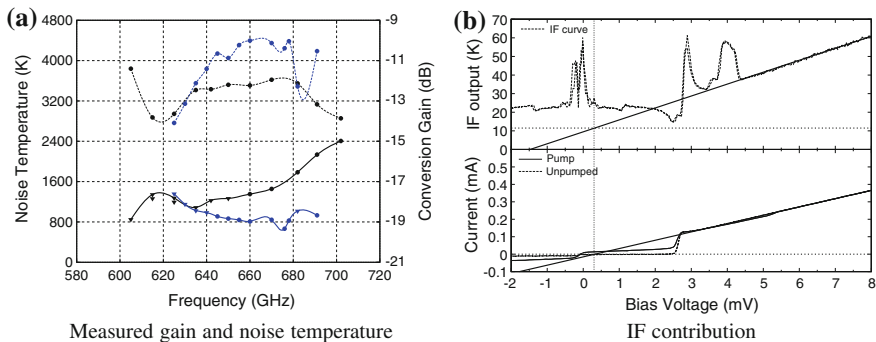 (a)
4800
4000
3200
2400
1600
800
0
Noise Temperature (K)
-9
-11
-13
-15
-17
-19
-21
Conversion Gain (dB)
580 600 620 640 660 680 700 720
Frequency (GHz)
Measured gain and noise temperature
(b)
70
60
50
40
30
20
10
0
IF output (K)
IF curve
0.5
0.4
0.3
0.2
0.1
0
-0.1
Current (mA)
Pump
Unpumped
-2 -1 0 1 2 3 4 5 6 7 8
Bias Voltage (mV)
IF contribution